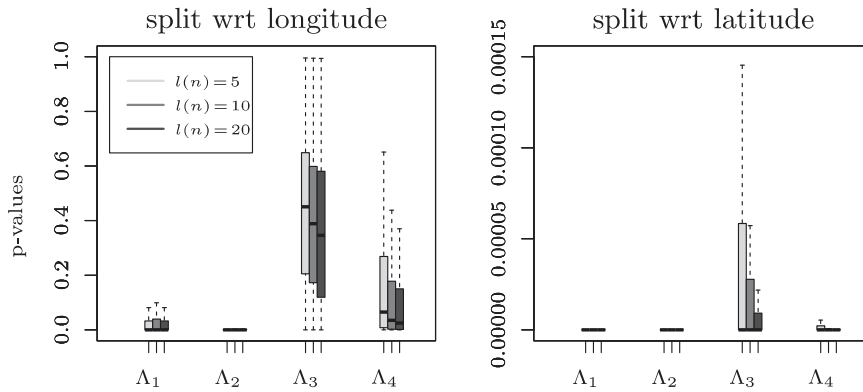 split wrt longitude
p-values
1.0
0.8
0.6
0.4
0.2
0.0
l(n) = 5
l(n) = 10
l(n) = 20
Λ1 Λ2 Λ3 Λ4
split wrt latitude
0.00015
0.00010
0.00005
0.00000
Λ1 Λ2 Λ3 Λ4